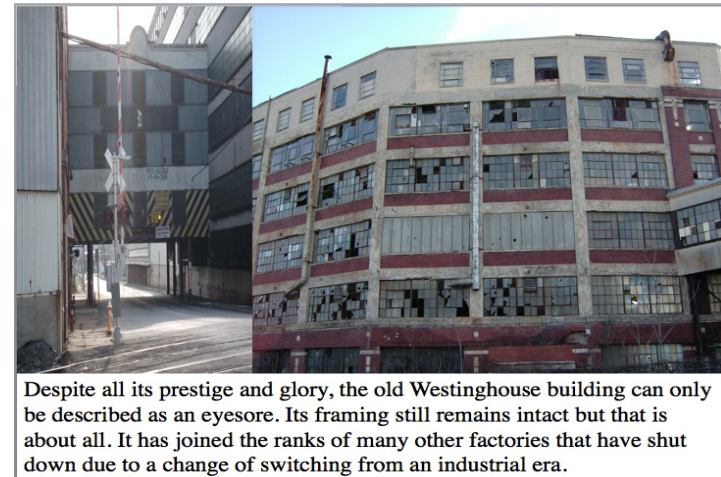 Despite all its prestige and glory, the old Westinghouse building can only
be described as an eyesore. Its framing still remains intact but that is
about all. It has joined the ranks of many other factories that have shut
down due to a change of switching from an industrial era.